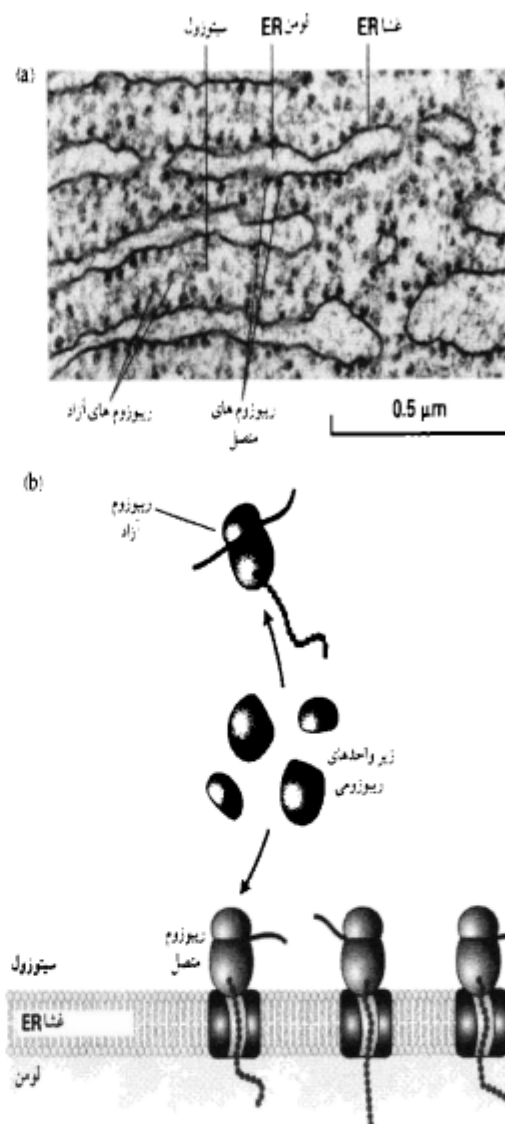 سیتوزول
لومن ER
غشا ER
(a)
ریبوزوم های آزاد
ریبوزوم های
متصل
0.5 µm
(b)
ریبوزوم
آزاد
زیر واحدهای
ریبوزومی
ریبوزوم
متصل
سیتوزول
غشا ER
لومن